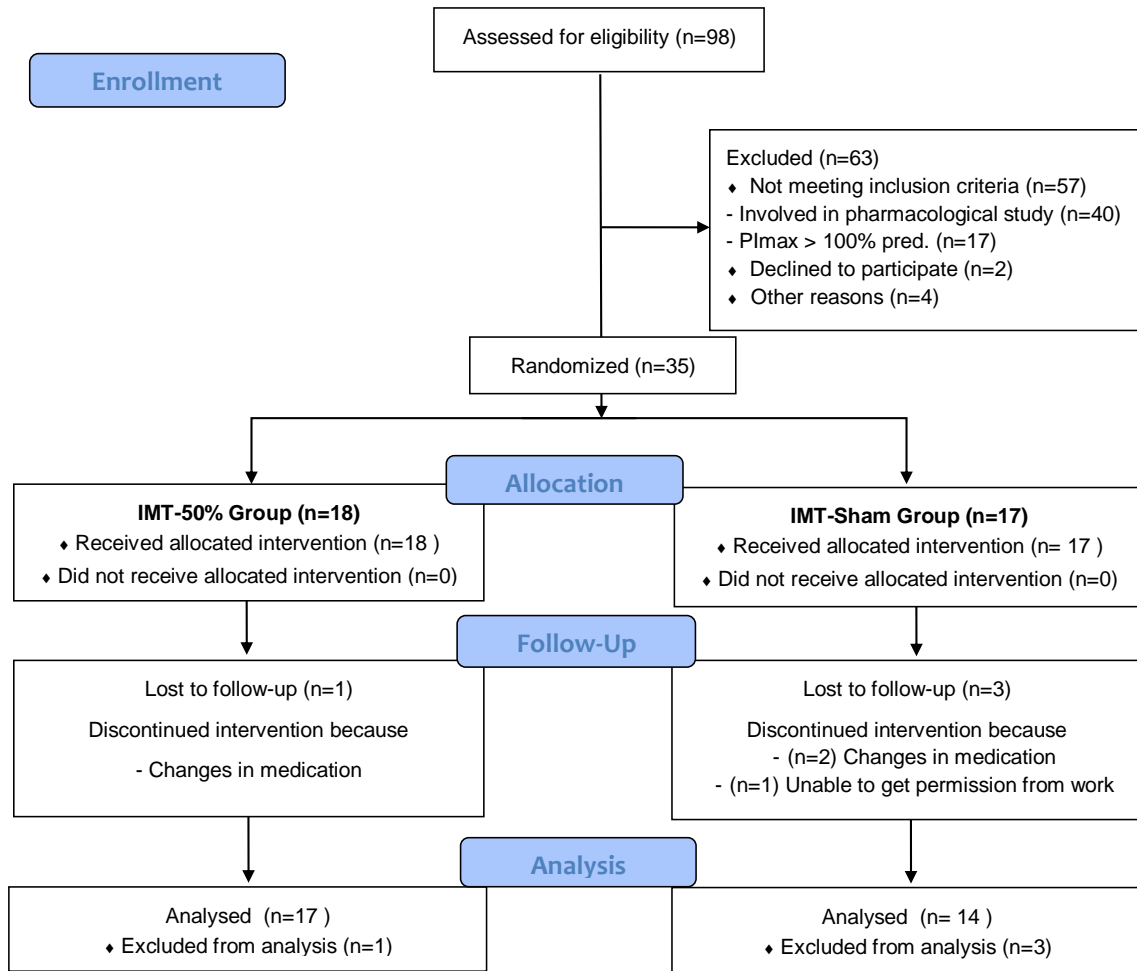 Assessed for eligibility (n=98)
Enrollment
Excluded (n=63)
♦ Not meeting inclusion criteria (n=57)
- Involved in pharmacological study (n=40)
- PImax > 100% pred. (n=17)
♦ Declined to participate (n=2)
♦ Other reasons (n=4)
Randomized (n=35)
Allocation
IMT-50% Group (n=18)
♦ Received allocated intervention (n=18 )
♦ Did not receive allocated intervention (n=0)
IMT-Sham Group (n=17)
♦ Received allocated intervention (n= 17 )
♦ Did not receive allocated intervention (n=0)
Follow-Up
Lost to follow-up (n=1)
Discontinued intervention because
- Changes in medication
Lost to follow-up (n=3)
Discontinued intervention because
- (n=2) Changes in medication
- (n=1) Unable to get permission from work
Analysis
Analysed (n=17 )
♦ Excluded from analysis (n=1)
Analysed (n= 14 )
♦ Excluded from analysis (n=3)